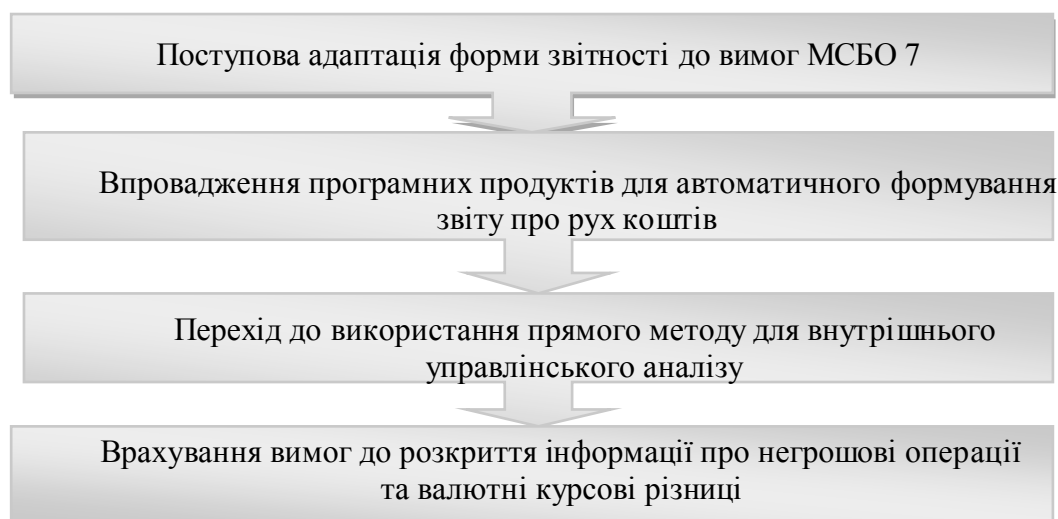 Поступова адаптація форми звітності до вимог МСБО 7
Впровадження програмних продуктів для автоматичного формування
звіту про рух коштів
Перехід до використання прямого методу для внутрішнього
управлінського аналізу
Врахування вимог до розкриття інформації про негрошові операції
та валютні курсові різниці